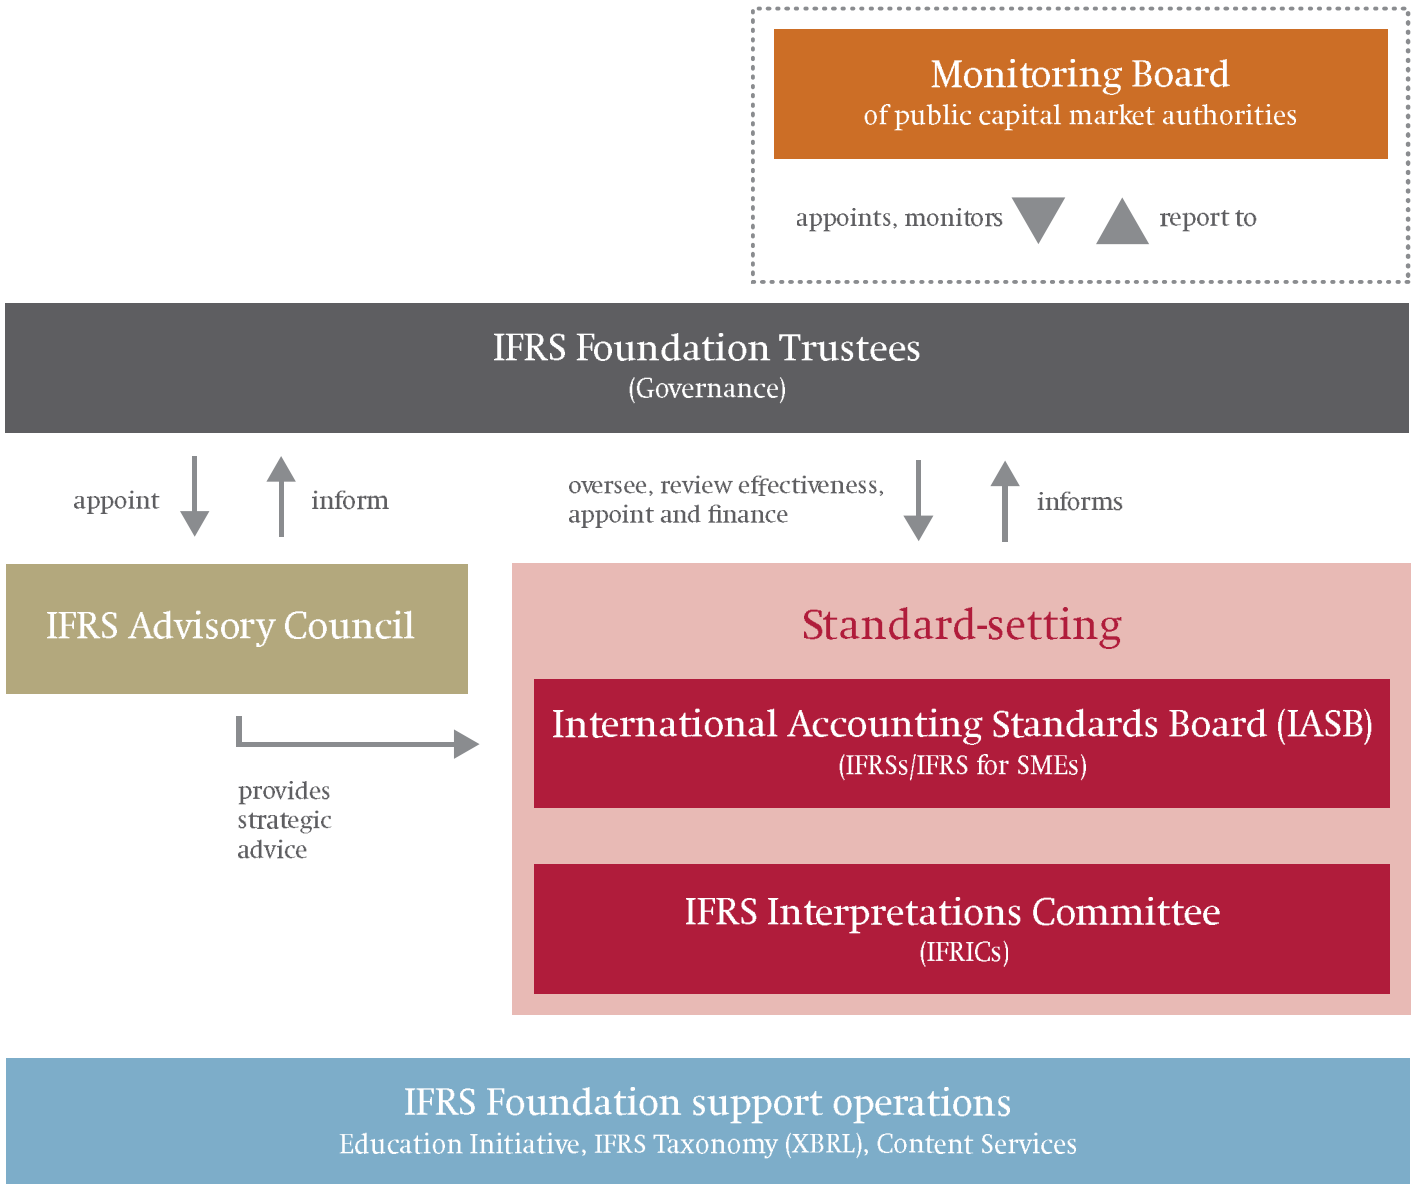 Monitoring Board
of public capital market authorities
appoints, monitors
report to
IFRS Foundation Trustees
(Governance)
appoint
inform
oversee, review effectiveness,
appoint and finance
informs
IFRS Advisory Council
Standard-setting
International Accounting Standards Board (IASB)
(IFRSs/IFRS for SMEs)
provides
strategic
advice
IFRS Interpretations Committee
(IFRICs)
IFRS Foundation support operations
Education Initiative, IFRS Taxonomy (XBRL), Content Services